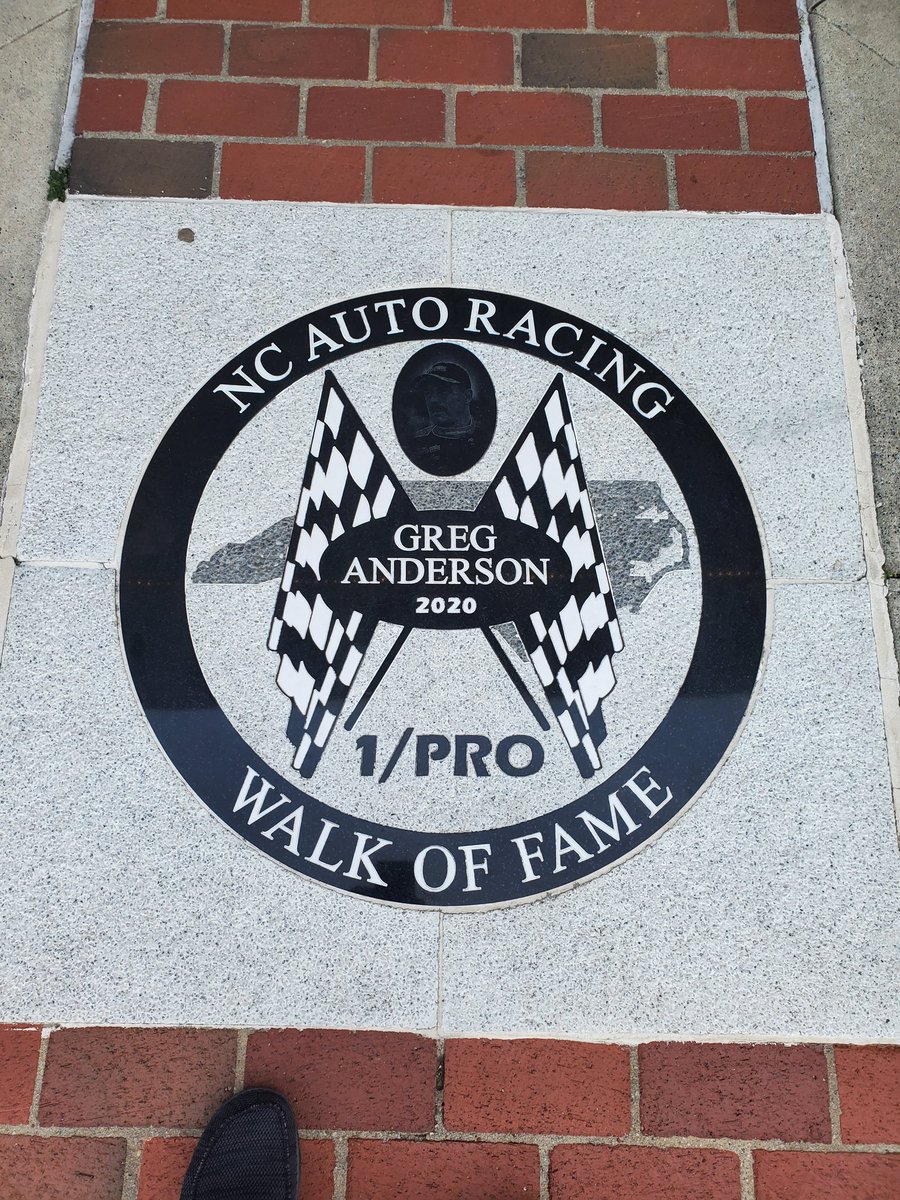 NC AUTO RACING
GREG
ANDERSON
2020
1/PRO
WALK OF FAME